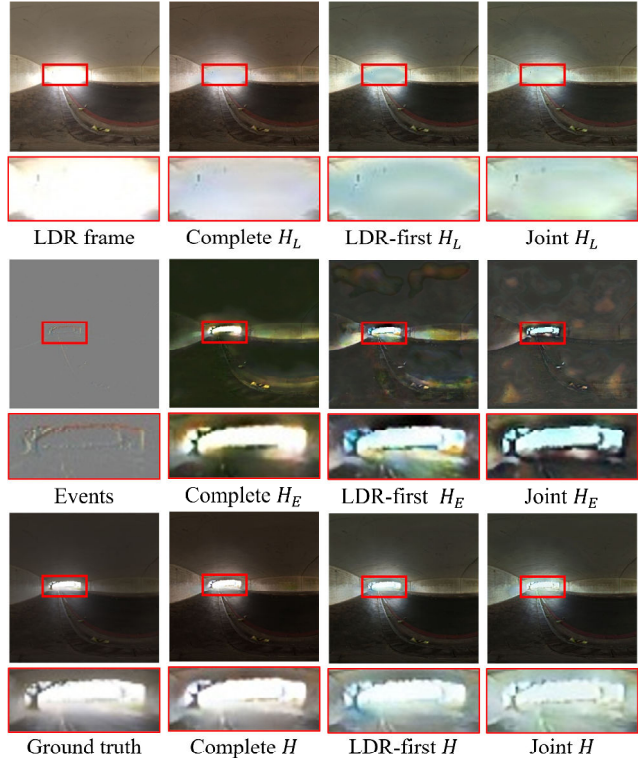 LDR frame Complete H_L LDR-first H_L Joint H_L
Events Complete H_E LDR-first H_E Joint H_E
Ground truth Complete H LDR-first H Joint H